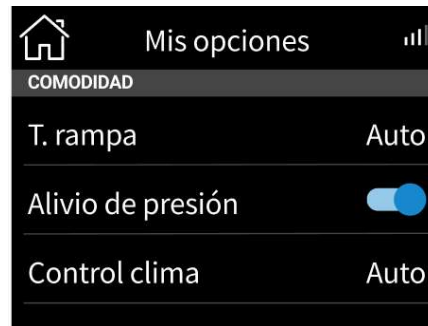 Mis opciones
COMODIDAD
T. rampa Auto
Alivio de presión
Control clima Auto